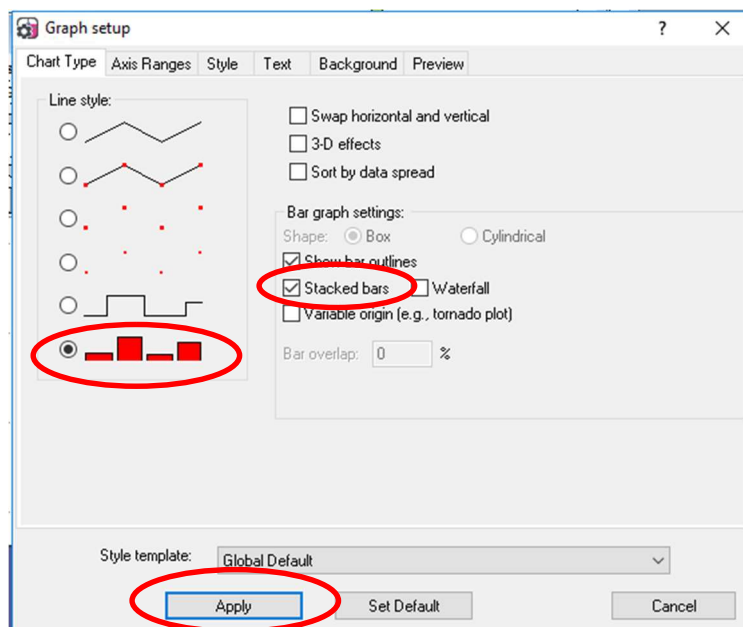 Graph setup
Chart Type Axis Ranges Style Text Background Preview
Line style:
Swap horizontal and vertical
3-D effects
Sort by data spread
Bar graph settings:
Shape: Box Cylindrical
Show bar outlines
Stacked bars Waterfall
Variable origin (e.g., tornado plot)
Bar overlap: 0 %
Style template: Global Default
Apply Set Default Cancel